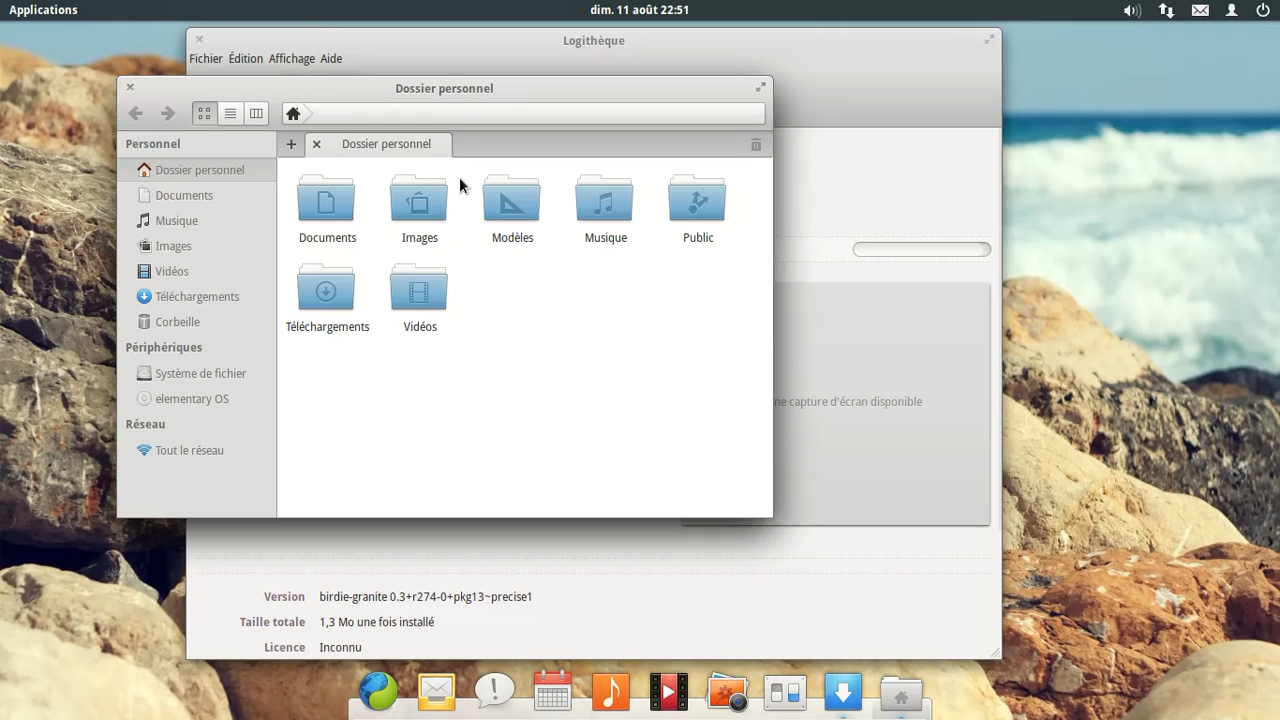 Applications
dim. 11 août 22:51
Logithèque
Fichier Édition Affichage Aide
Dossier personnel
Personnel
Dossier personnel
Dossier personnel
Documents
Musique
Images
Vidéos
Téléchargements
Corbeille
Périphériques
Système de fichier
elementary OS
Réseau
Tout le réseau
Documents
Images
Modèles
Musique
Public
Téléchargements
Vidéos
capture d'écran disponible
Version birdie-granite 0.3+r274-0+pkg13~precise1
Taille totale 1,3 Mo une fois installé
Licence Inconnu